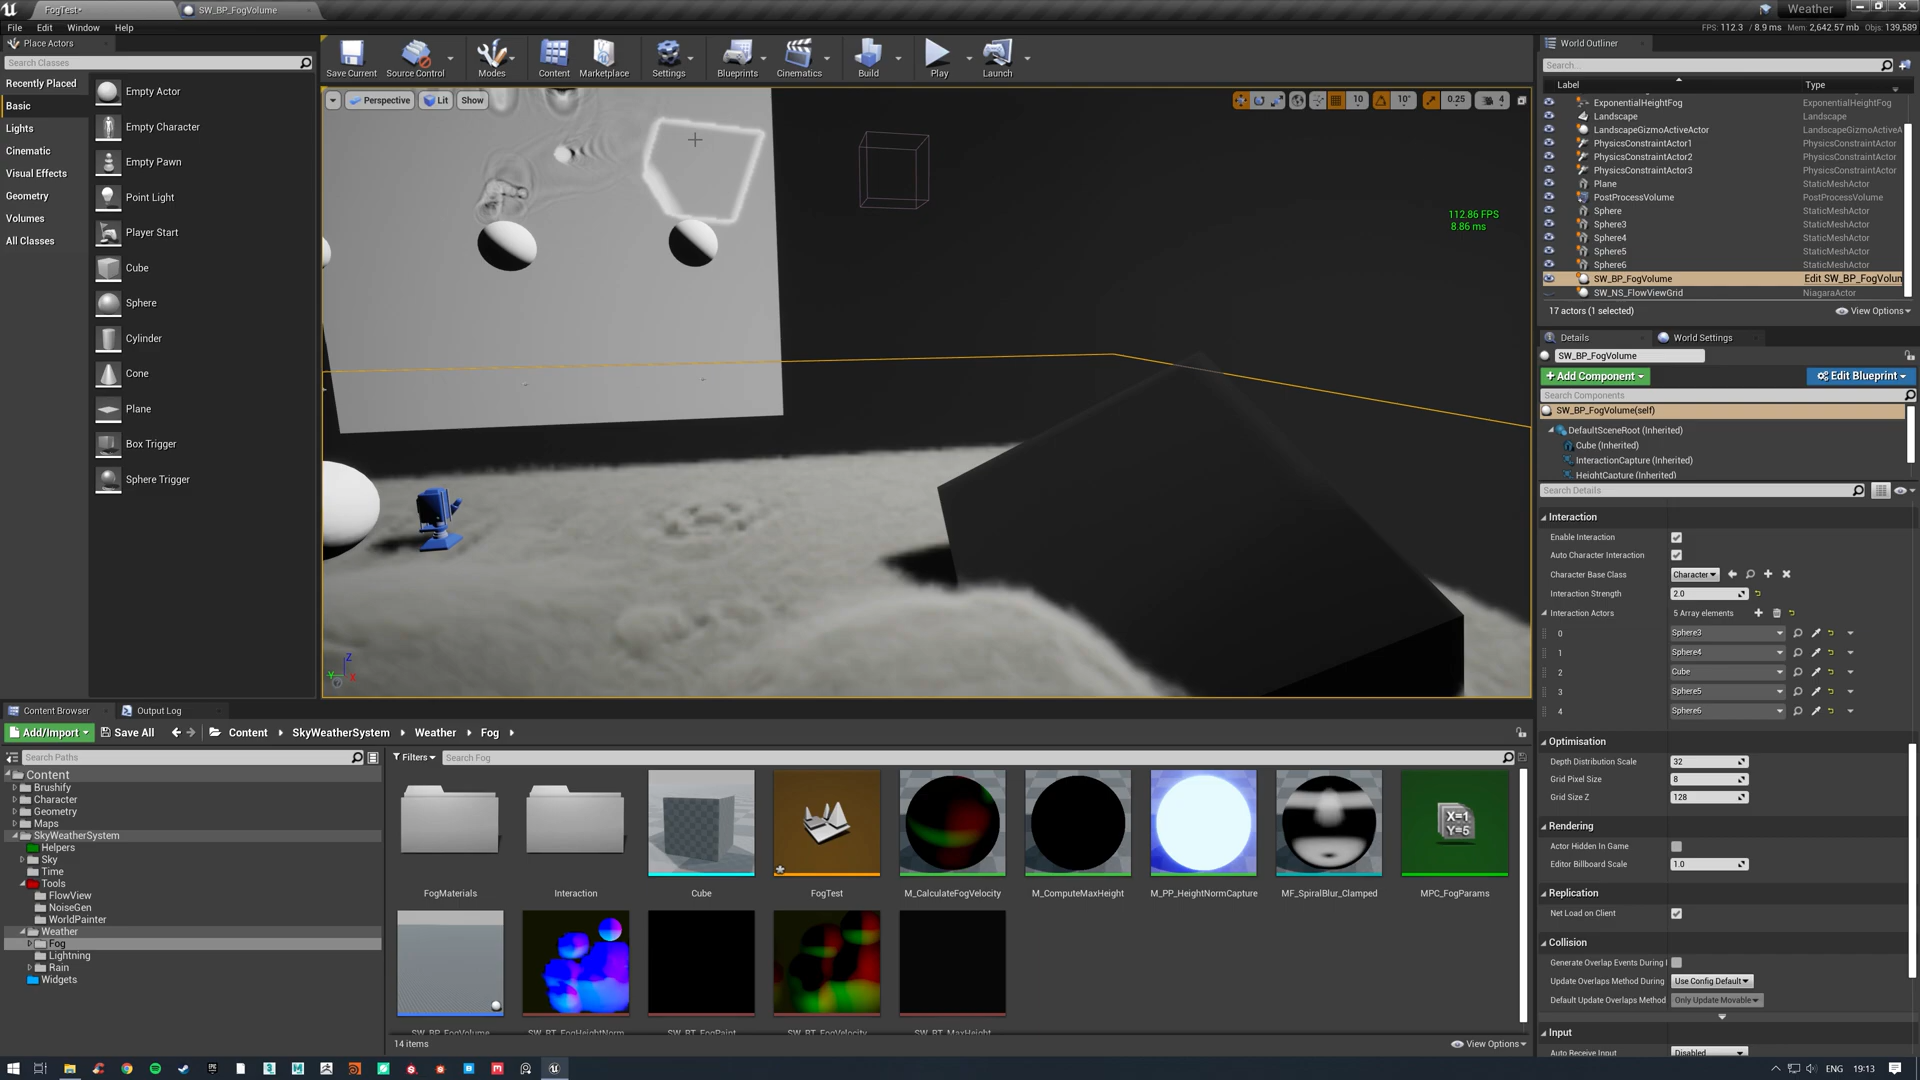 FogTest*
SW_BP_FogVolume
Weather
File Edit Window Help
FPS: 112.3 / 8.9 ms Mem: 2,642.57 mb Objs: 139,589
Place Actors
Search Classes
Recently Placed
Basic
Lights
Cinematic
Visual Effects
Geometry
Volumes
All Classes
Empty Actor
Empty Character
Empty Pawn
Point Light
Player Start
Cube
Sphere
Cylinder
Cone
Plane
Box Trigger
Sphere Trigger
Save Current
Source Control
Modes
Content
Marketplace
Settings
Blueprints
Cinematics
Build
Play
Launch
Perspective
Lit
Show
10
10°
0.25
4
112.86 FPS
8.86 ms
Z
Y
X
World Outliner
Search...
Label Type
ExponentialHeightFog ExponentialHeightFog
Landscape Landscape
LandscapeGizmoActiveActor LandscapeGizmoActiveA
PhysicsConstraintActor1 PhysicsConstraintActor
PhysicsConstraintActor2 PhysicsConstraintActor
PhysicsConstraintActor3 PhysicsConstraintActor
Plane StaticMeshActor
PostProcessVolume PostProcessVolume
Sphere StaticMeshActor
Sphere3 StaticMeshActor
Sphere4 StaticMeshActor
Sphere5 StaticMeshActor
Sphere6 StaticMeshActor
SW_BP_FogVolume Edit SW_BP_FogVolun
SW_NS_FlowViewGrid NiagaraActor
17 actors (1 selected)
View Options
Details
World Settings
SW_BP_FogVolume
+ Add Component
Edit Blueprint
Search Components
SW_BP_FogVolume(self)
DefaultSceneRoot (Inherited)
Cube (Inherited)
InteractionCapture (Inherited)
HeightCapture (Inherited)
Search Details
Interaction
Enable Interaction
Auto Character Interaction
Character Base Class Character
Interaction Strength 2.0
Interaction Actors 5 Array elements
0 Sphere3
1 Sphere4
2 Cube
3 Sphere5
4 Sphere6
Optimisation
Depth Distribution Scale 32
Grid Pixel Size 8
Grid Size Z 128
Rendering
Actor Hidden In Game
Editor Billboard Scale 1.0
Replication
Net Load on Client
Collision
Generate Overlap Events During
Update Overlaps Method During Use Config Default
Default Update Overlaps Method Only Update Movable
Input
Auto Receive Input Disabled
Content Browser
Output Log
Add/Import
Save All
Content
SkyWeatherSystem
Weather
Fog
Search Paths
Filters
Search Fog
Content
Brushify
Character
Geometry
Maps
SkyWeatherSystem
Helpers
Sky
Time
Tools
FlowView
NoiseGen
WorldPainter
Weather
Fog
Lightning
Rain
Widgets
X=1
Y=5
FogMaterials
Interaction
Cube
FogTest
M_CalculateFogVelocity
M_ComputeMaxHeight
M_PP_HeightNormCapture
MF_SpiralBlur_Clamped
MPC_FogParams
SW_BP_FogVolume
SW_RT_FogHeightNorm
SW_RT_FogPaint
SW_RT_FogVelocity
SW_RT_MaxHeight
14 items
View Options
ENG
19:13